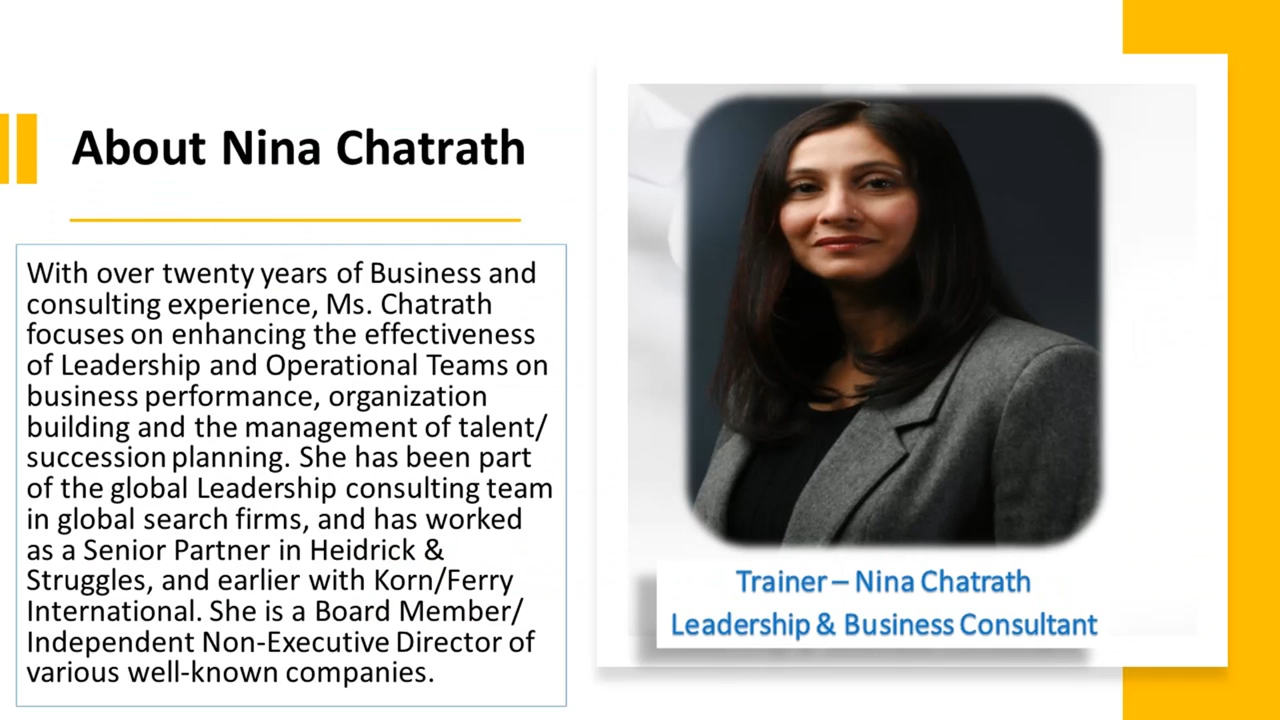 About Nina Chatrath
With over twenty years of Business and
consulting experience, Ms. Chatrath
focuses on enhancing the effectiveness
of Leadership and Operational Teams on
business performance, organization
building and the management of talent/
succession planning. She has been part
of the global Leadership consulting team
in global search firms, and has worked
as a Senior Partner in Heidrick &
Struggles, and earlier with Korn/Ferry
International. She is a Board Member/
Independent Non-Executive Director of
various well-known companies.
Trainer – Nina Chatrath
Leadership & Business Consultant